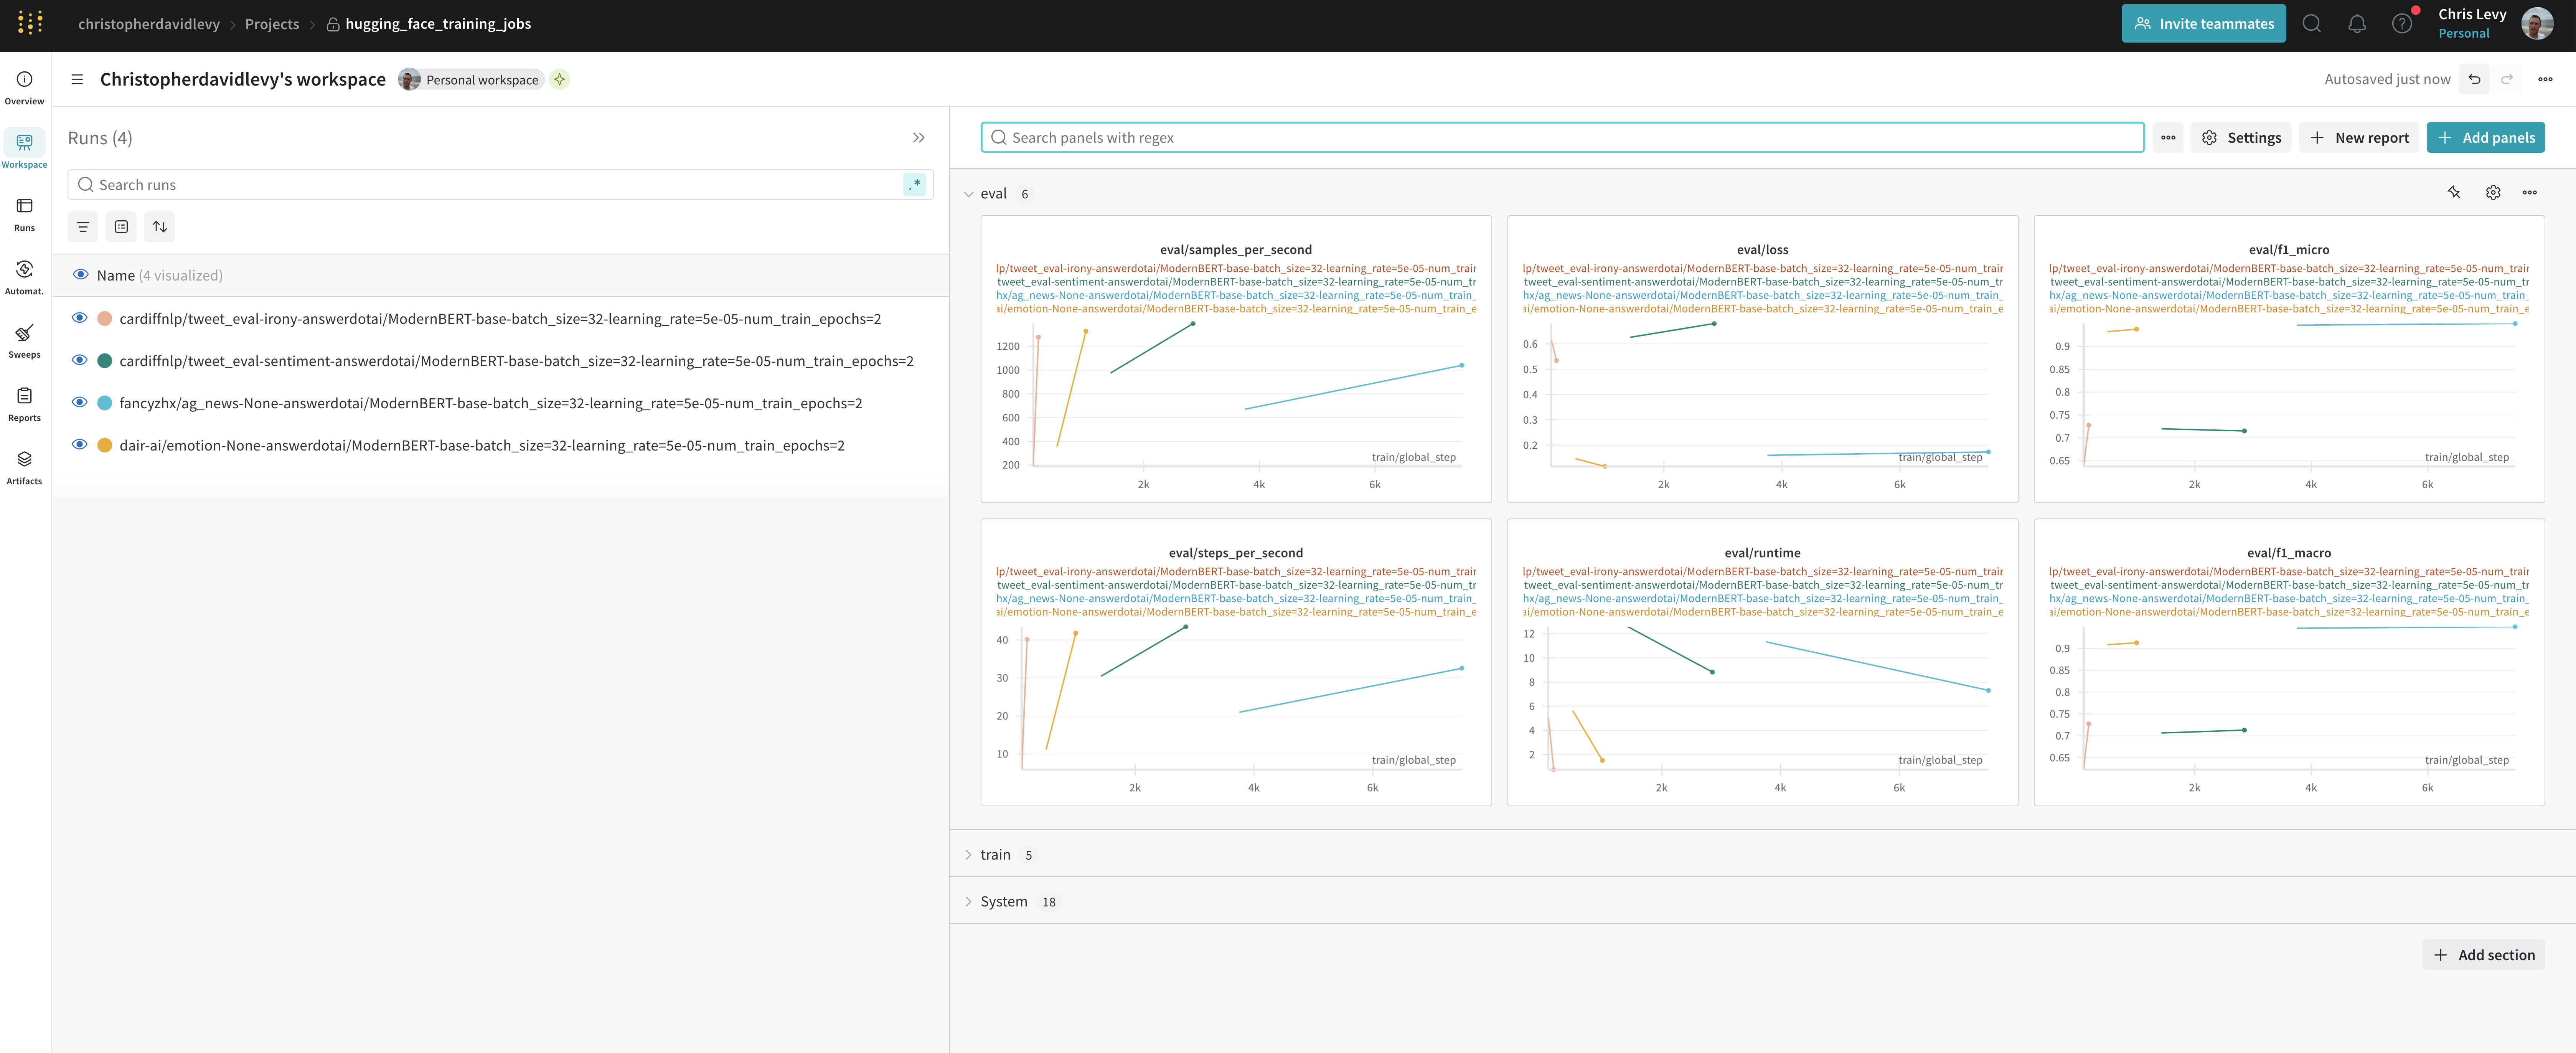 christopherdavidlevy > Projects > hugging_face_training_jobs
Invite teammates
Chris Levy
Personal
Overview
Workspace
Runs
Automat.
Sweeps
Reports
Artifacts
Christopherdavidlevy's workspace
Personal workspace
Autosaved just now
Runs (4)
Search runs
.*
Name (4 visualized)
cardiffnlp/tweet_eval-irony-answerdotai/ModernBERT-base-batch_size=32-learning_rate=5e-05-num_train_epochs=2
cardiffnlp/tweet_eval-sentiment-answerdotai/ModernBERT-base-batch_size=32-learning_rate=5e-05-num_train_epochs=2
fancyzhx/ag_news-None-answerdotai/ModernBERT-base-batch_size=32-learning_rate=5e-05-num_train_epochs=2
dair-ai/emotion-None-answerdotai/ModernBERT-base-batch_size=32-learning_rate=5e-05-num_train_epochs=2
Search panels with regex
Settings
New report
Add panels
eval 6
eval/samples_per_second
lp/tweet_eval-irony-answerdotai/ModernBERT-base-batch_size=32-learning_rate=5e-05-num_trair
tweet_eval-sentiment-answerdotai/ModernBERT-base-batch_size=32-learning_rate=5e-05-num_tr
hx/ag_news-None-answerdotai/ModernBERT-base-batch_size=32-learning_rate=5e-05-num_train_
ai/emotion-None-answerdotai/ModernBERT-base-batch_size=32-learning_rate=5e-05-num_train_e
1200
1000
800
600
400
200
train/global_step
2k 4k 6k
eval/loss
lp/tweet_eval-irony-answerdotai/ModernBERT-base-batch_size=32-learning_rate=5e-05-num_trair
tweet_eval-sentiment-answerdotai/ModernBERT-base-batch_size=32-learning_rate=5e-05-num_tr
hx/ag_news-None-answerdotai/ModernBERT-base-batch_size=32-learning_rate=5e-05-num_train_
ai/emotion-None-answerdotai/ModernBERT-base-batch_size=32-learning_rate=5e-05-num_train_e
0.6
0.5
0.4
0.3
0.2
train/global_step
2k 4k 6k
eval/f1_micro
lp/tweet_eval-irony-answerdotai/ModernBERT-base-batch_size=32-learning_rate=5e-05-num_trair
tweet_eval-sentiment-answerdotai/ModernBERT-base-batch_size=32-learning_rate=5e-05-num_tr
hx/ag_news-None-answerdotai/ModernBERT-base-batch_size=32-learning_rate=5e-05-num_train_
ai/emotion-None-answerdotai/ModernBERT-base-batch_size=32-learning_rate=5e-05-num_train_e
0.9
0.85
0.8
0.75
0.7
0.65
train/global_step
2k 4k 6k
eval/steps_per_second
lp/tweet_eval-irony-answerdotai/ModernBERT-base-batch_size=32-learning_rate=5e-05-num_trair
tweet_eval-sentiment-answerdotai/ModernBERT-base-batch_size=32-learning_rate=5e-05-num_tr
hx/ag_news-None-answerdotai/ModernBERT-base-batch_size=32-learning_rate=5e-05-num_train_
ai/emotion-None-answerdotai/ModernBERT-base-batch_size=32-learning_rate=5e-05-num_train_e
40
30
20
10
train/global_step
2k 4k 6k
eval/runtime
lp/tweet_eval-irony-answerdotai/ModernBERT-base-batch_size=32-learning_rate=5e-05-num_trair
tweet_eval-sentiment-answerdotai/ModernBERT-base-batch_size=32-learning_rate=5e-05-num_tr
hx/ag_news-None-answerdotai/ModernBERT-base-batch_size=32-learning_rate=5e-05-num_train_
ai/emotion-None-answerdotai/ModernBERT-base-batch_size=32-learning_rate=5e-05-num_train_e
12
10
8
6
4
2
train/global_step
2k 4k 6k
eval/f1_macro
lp/tweet_eval-irony-answerdotai/ModernBERT-base-batch_size=32-learning_rate=5e-05-num_trair
tweet_eval-sentiment-answerdotai/ModernBERT-base-batch_size=32-learning_rate=5e-05-num_tr
hx/ag_news-None-answerdotai/ModernBERT-base-batch_size=32-learning_rate=5e-05-num_train_
ai/emotion-None-answerdotai/ModernBERT-base-batch_size=32-learning_rate=5e-05-num_train_e
0.9
0.85
0.8
0.75
0.7
0.65
train/global_step
2k 4k 6k
train 5
System 18
Add section